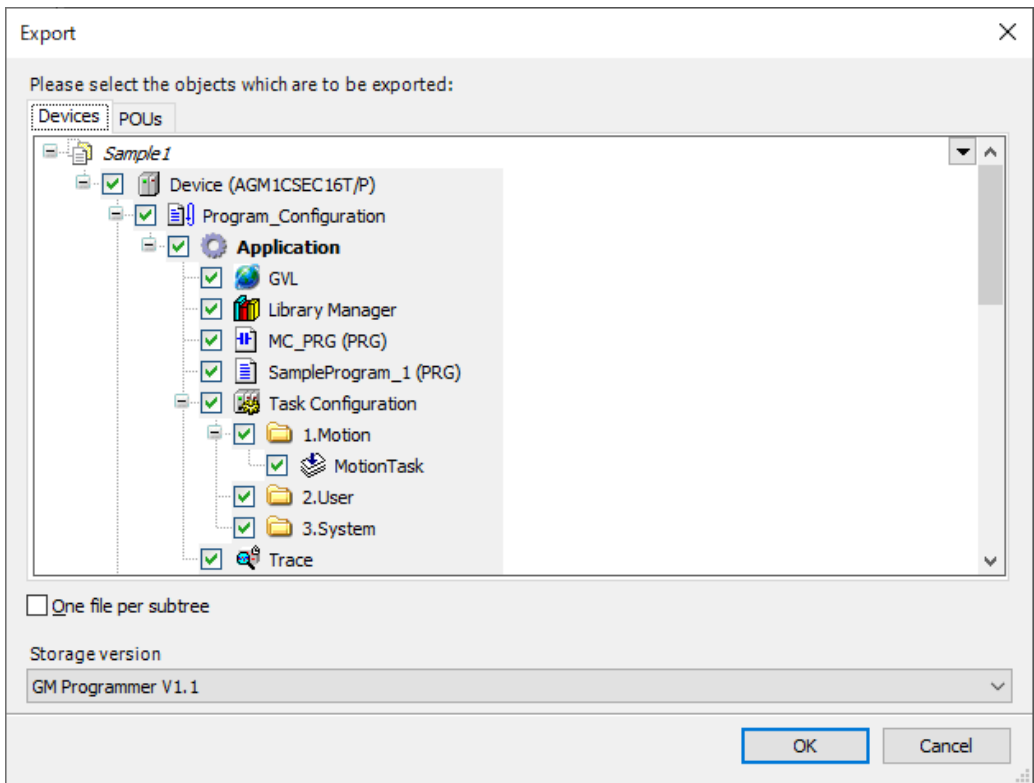 Export
Please select the objects which are to be exported:
Devices POUs
Sample1
Device (AGM1CSEC16T/P)
Program_Configuration
Application
GVL
Library Manager
MC_PRG (PRG)
SampleProgram_1 (PRG)
Task Configuration
1.Motion
MotionTask
2.User
3.System
Trace
One file per subtree
Storage version
GM Programmer V1.1
OK Cancel